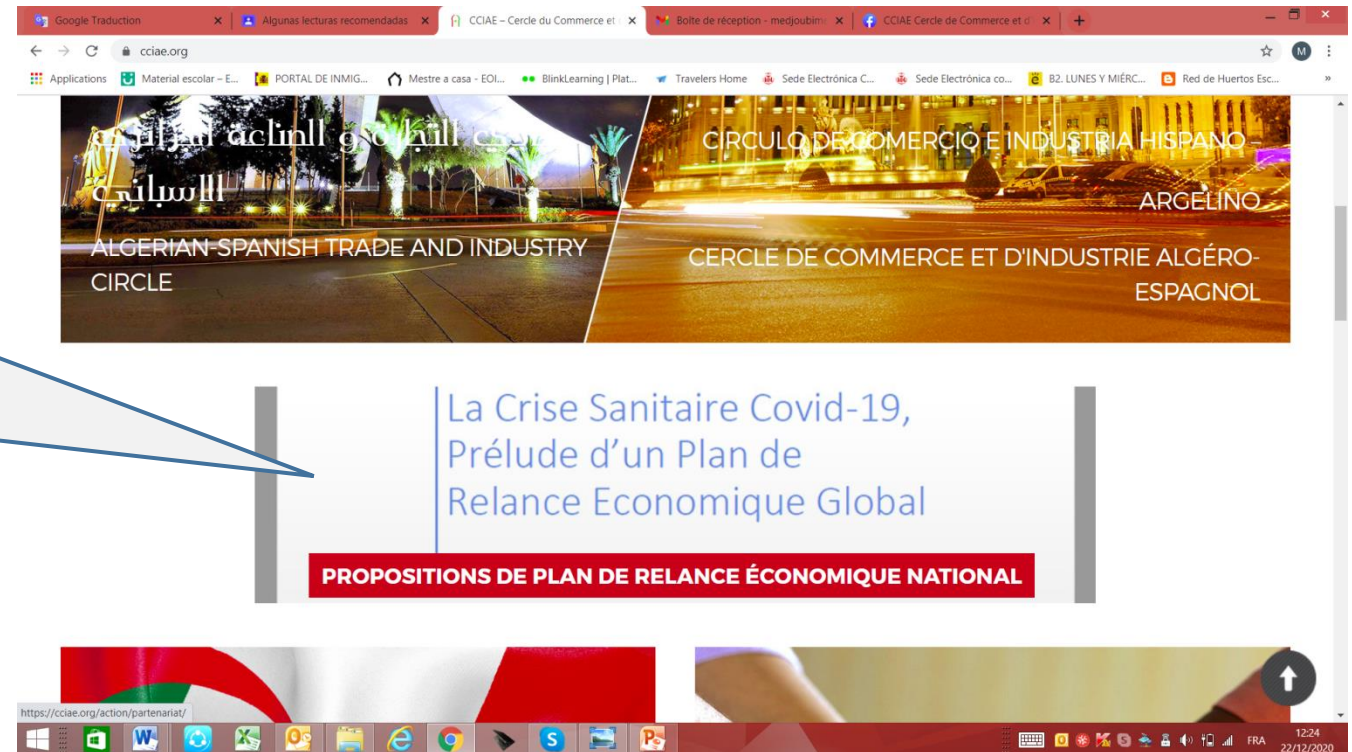 Google Traduction
Algunas lecturas recomendadas
CCIAE – Cercle du Commerce et
Boîte de réception - medjoubim
CCIAE Cercle de Commerce et d'
cciae.org
M
Applications
Material escolar – E...
PORTAL DE INMIG...
Mestre a casa - EOI...
BlinkLearning | Plat...
Travelers Home
Sede Electrónica C...
Sede Electrónica co...
B2. LUNES Y MIÉRC...
Red de Huertos Esc...
»
التجارة و الصناعة الجزائري
الاسباني
ALGERIAN-SPANISH TRADE AND INDUSTRY
CIRCLE
CIRCULO DE COMERCIO E INDUSTRIA HISPANO –
ARGELINO
CERCLE DE COMMERCE ET D'INDUSTRIE ALGÉRO-
ESPAGNOL
La Crise Sanitaire Covid-19,
Prélude d'un Plan de
Relance Economique Global
PROPOSITIONS DE PLAN DE RELANCE ÉCONOMIQUE NATIONAL
https://cciae.org/action/partenariat/
FRA
12:24
22/12/2020